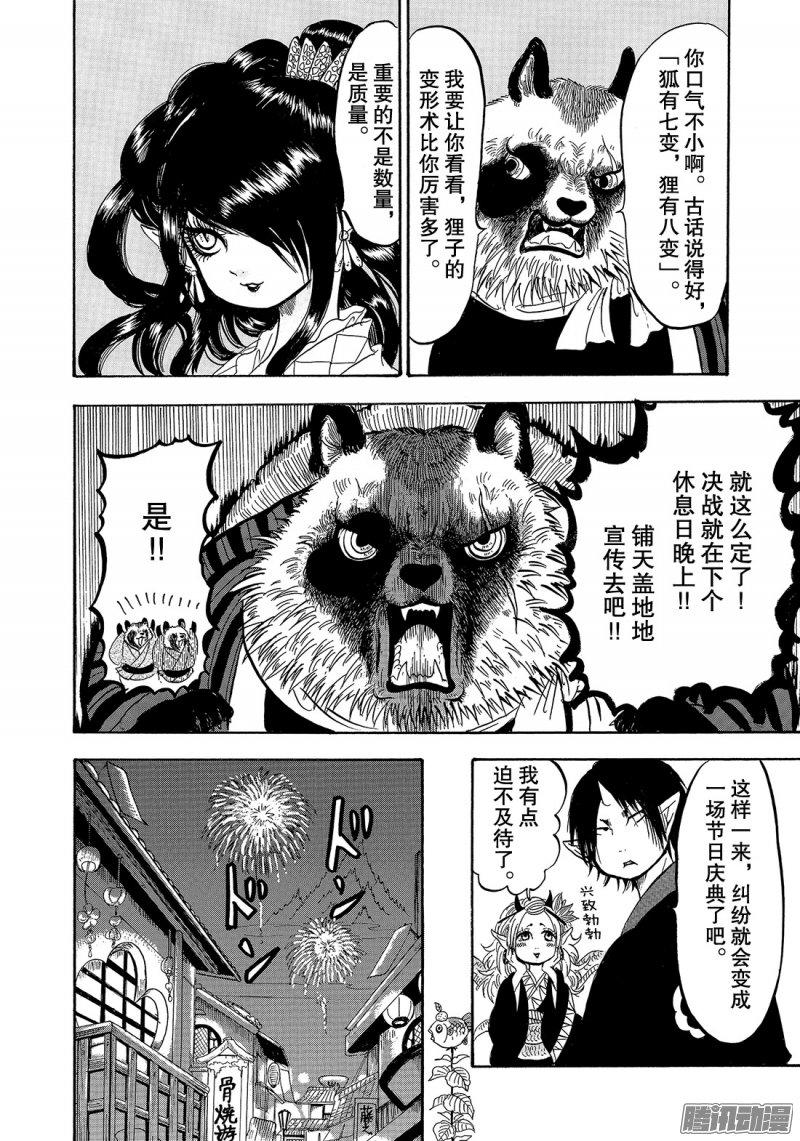 你口气不小啊。古话说得好，
「狐有七变，狸有八变」。
我要让你看看，狸子的
变形术比你厉害多了。
重要的不是数量，
是质量。
就这么定了！
决战就在下个
休息日晚上！！
铺天盖地地
宣传去吧！！
是！！
这样一来，纠纷就会变成
一场节日庆典了吧。
我有点
迫不及待了。
兴致勃勃
ドン
ドン
骨焼游
腾讯动漫